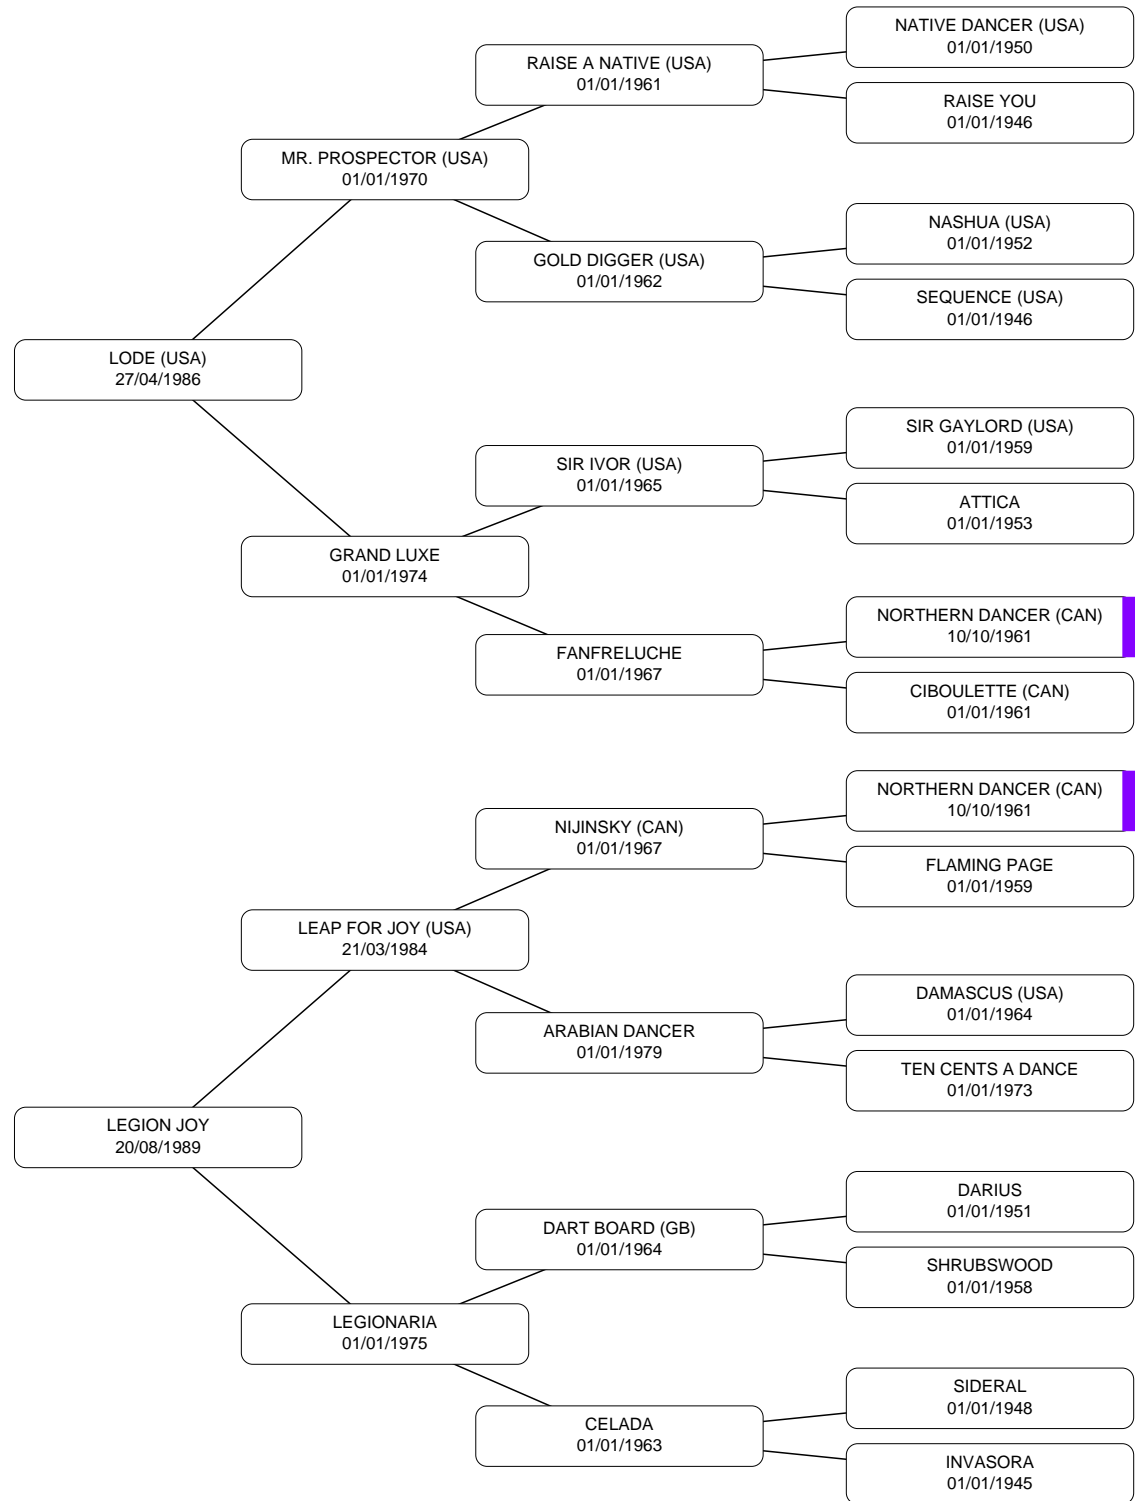 NATIVE DANCER (USA)
01/01/1950
RAISE A NATIVE (USA)
01/01/1961
RAISE YOU
01/01/1946
MR. PROSPECTOR (USA)
01/01/1970
NASHUA (USA)
01/01/1952
GOLD DIGGER (USA)
01/01/1962
SEQUENCE (USA)
01/01/1946
LODE (USA)
27/04/1986
SIR GAYLORD (USA)
01/01/1959
SIR IVOR (USA)
01/01/1965
ATTICA
01/01/1953
GRAND LUXE
01/01/1974
NORTHERN DANCER (CAN)
10/10/1961
FANFRELUCHE
01/01/1967
CIBOULETTE (CAN)
01/01/1961
NORTHERN DANCER (CAN)
10/10/1961
NIJINSKY (CAN)
01/01/1967
FLAMING PAGE
01/01/1959
LEAP FOR JOY (USA)
21/03/1984
DAMASCUS (USA)
01/01/1964
ARABIAN DANCER
01/01/1979
TEN CENTS A DANCE
01/01/1973
LEGION JOY
20/08/1989
DARIUS
01/01/1951
DART BOARD (GB)
01/01/1964
SHRUBSWOOD
01/01/1958
LEGIONARIA
01/01/1975
SIDERAL
01/01/1948
CELADA
01/01/1963
INVASORA
01/01/1945